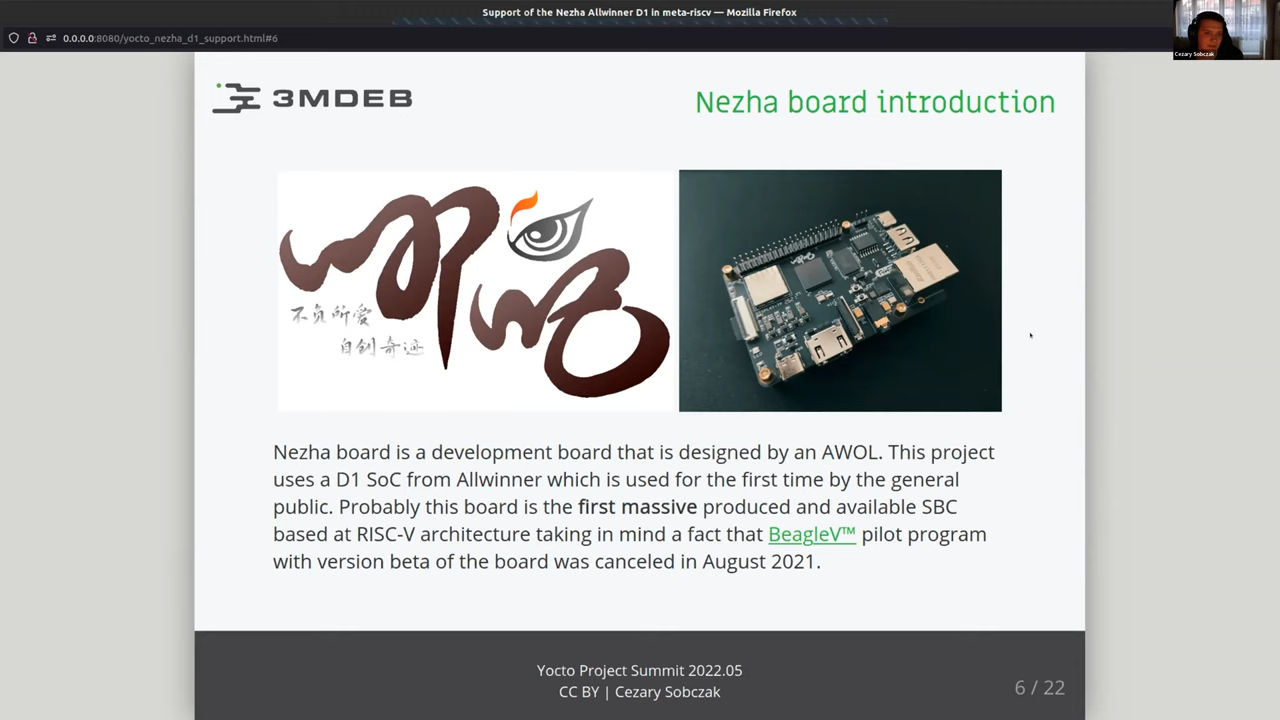 Support of the Nezha Allwinner D1 in meta-riscv — Mozilla Firefox
0.0.0.0:8080/yocto_nezha_d1_support.html#6
Cezary Sobczak
3MDEB
Nezha board introduction
哪吒
不负所爱
自创奇迹
Nezha board is a development board that is designed by an AWOL. This project
uses a D1 SoC from Allwinner which is used for the first time by the general
public. Probably this board is the first massive produced and available SBC
based at RISC-V architecture taking in mind a fact that BeagleV™ pilot program
with version beta of the board was canceled in August 2021.
Yocto Project Summit 2022.05
CC BY | Cezary Sobczak
6 / 22